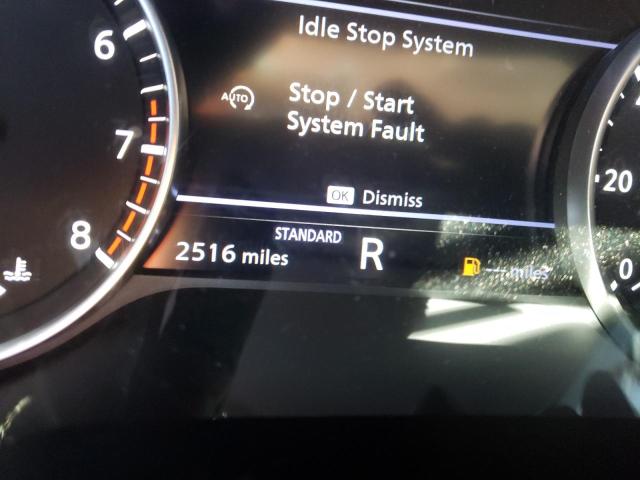 Idle Stop System
6
AUTO
Stop / Start
System Fault
7
20
OK Dismiss
8
STANDARD
2516 miles
R
--- miles
0